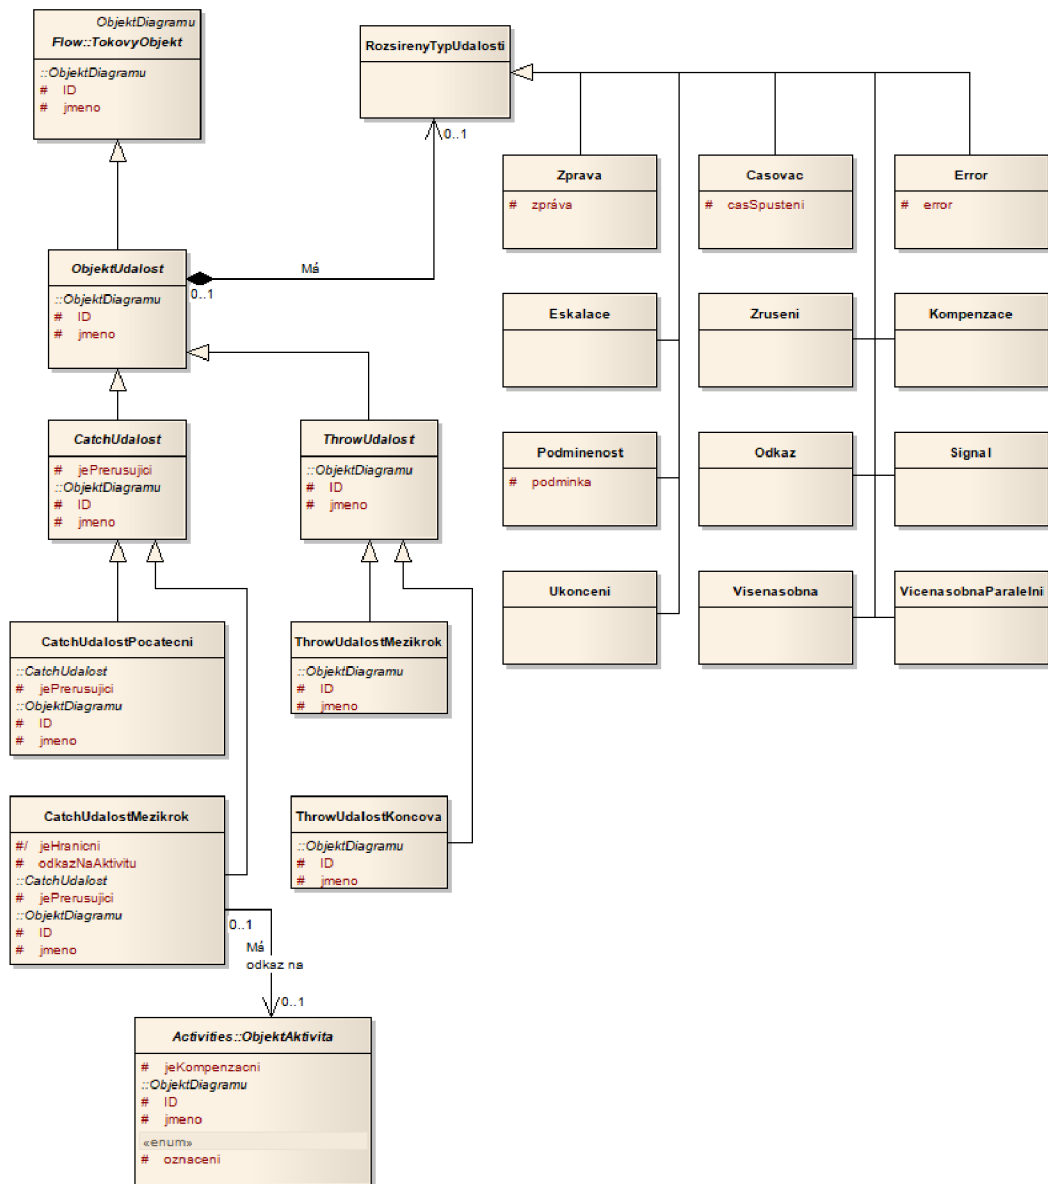 ObjektDiagramu
Flow::TokovyObjekt
::ObjektDiagramu
# ID
# jmeno
RozsirenyTypUdalosti
0..1
Zprava
# zpráva
Casovac
# casSpusteni
Error
# error
ObjektUdalost
::ObjektDiagramu
# ID
# jmeno
0..1
Má
Eskalace
Zruseni
Kompenzace
CatchUdalost
# jePrerusujici
::ObjektDiagramu
# ID
# jmeno
ThrowUdalost
::ObjektDiagramu
# ID
# jmeno
Podminenost
# podminka
Odkaz
Signal
Ukonceni
Visenasobna
VicenasobnaParalelni
CatchUdalostPocatecni
::CatchUdalost
# jePrerusujici
::ObjektDiagramu
# ID
# jmeno
ThrowUdalostMezikrok
::ObjektDiagramu
# ID
# jmeno
CatchUdalostMezikrok
#/ jeHranicni
# odkazNaAktivitu
::CatchUdalost
# jePrerusujici
::ObjektDiagramu
# ID
# jmeno
ThrowUdalostKoncova
::ObjektDiagramu
# ID
# jmeno
0..1
Má
odkaz na
0..1
Activities::ObjektAktivita
# jeKompenzacni
::ObjektDiagramu
# ID
# jmeno
«enum»
# oznaceni